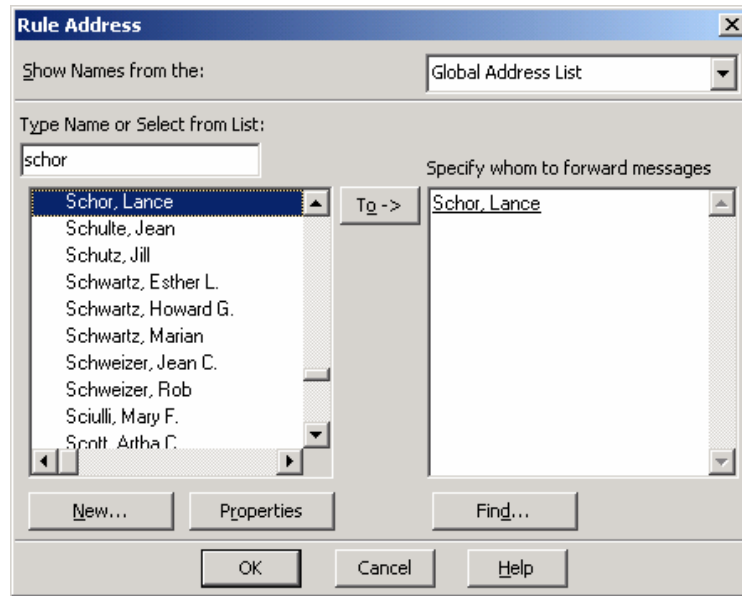 Rule Address
Show Names from the:
Global Address List
Type Name or Select from List:
schor
Specify whom to forward messages
Schor, Lance
Schulte, Jean
Schutz, Jill
Schwartz, Esther L.
Schwartz, Howard G.
Schwartz, Marian
Schweizer, Jean C.
Schweizer, Rob
Sciulli, Mary F.
Scott, Artha C.
To ->
Schor, Lance
New...
Properties
Find...
OK
Cancel
Help